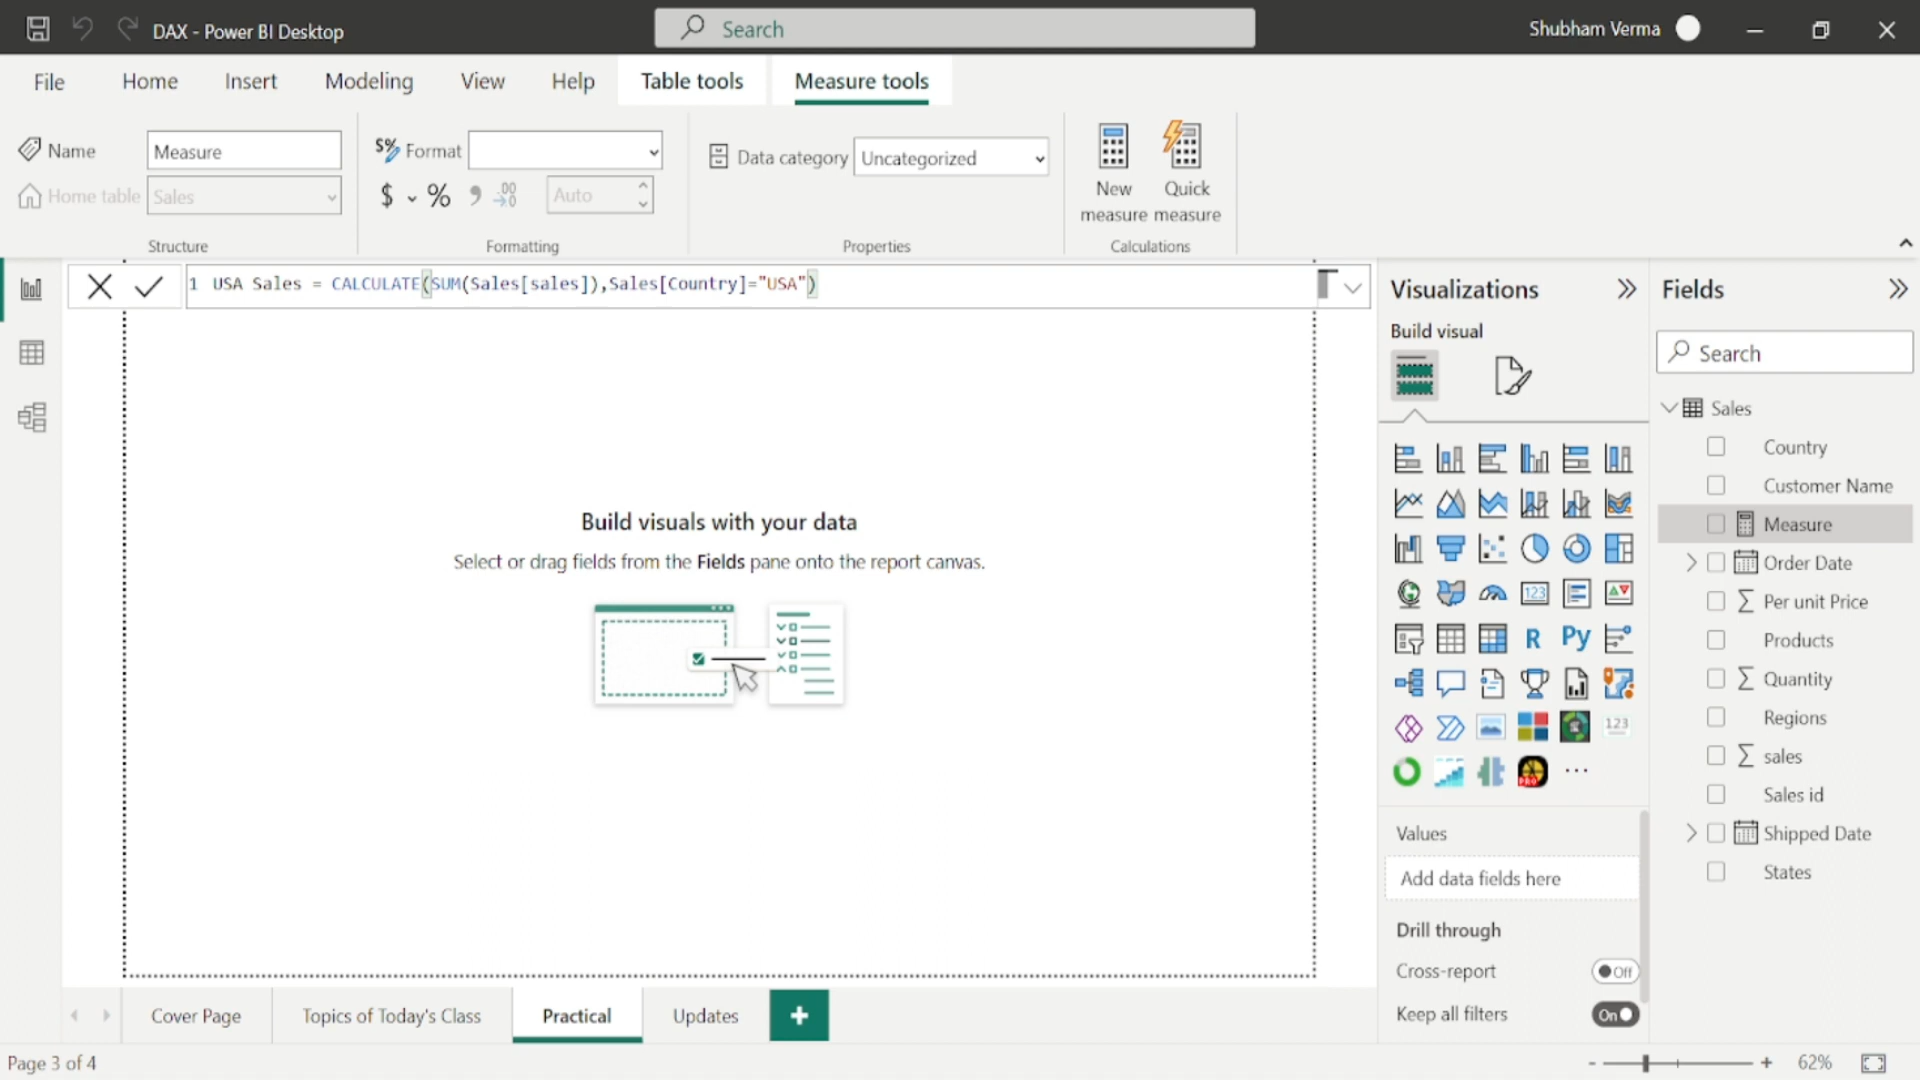 DAX - Power BI Desktop
Search
Shubham Verma
File
Home
Insert
Modeling
View
Help
Table tools
Measure tools
Name
Measure
Home table
Sales
Structure
$%
Format
$ % 9 .00
Auto
Formatting
Data category
Uncategorized
Properties
New
measure
Quick
measure
Calculations
1 USA Sales = CALCULATE(SUM(Sales[sales]),Sales[Country]="USA")
Build visuals with your data
Select or drag fields from the Fields pane onto the report canvas.
Visualizations
Build visual
123
R
Py
123
PRO
Values
Add data fields here
Drill through
Cross-report
Off
Keep all filters
On
Fields
Search
Sales
Country
Customer Name
Measure
Order Date
Σ Per unit Price
Products
Σ Quantity
Regions
Σ sales
Sales id
Shipped Date
States
Cover Page
Topics of Today's Class
Practical
Updates
+
Page 3 of 4
- + 62%